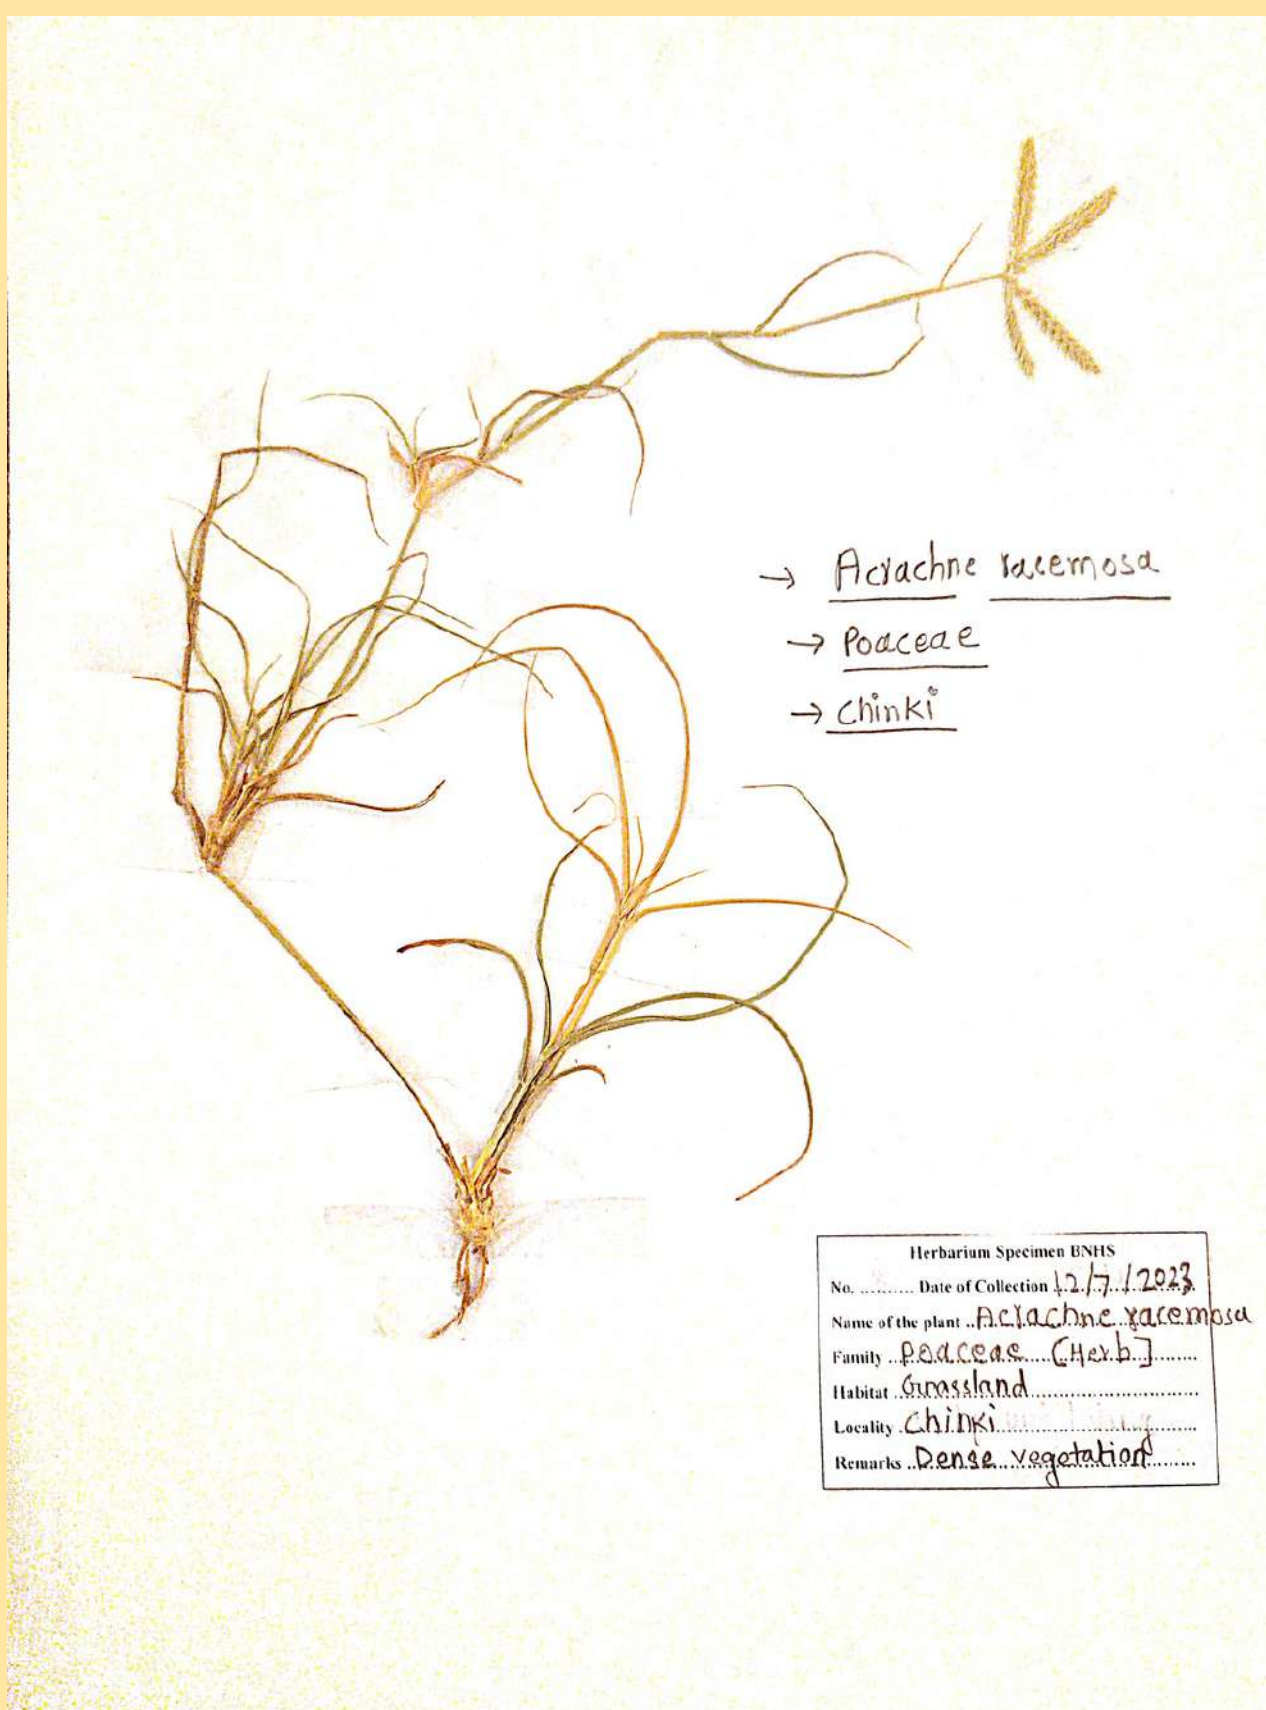 → Acrachne racemosa
→ Poaceae
→ Chinki
Herbarium Specimen BNHS
No. .......... Date of Collection 12/7/2023
Name of the plant ..Acrachne racemosa
Family ..Poaceae....[Herb]........
Habitat .Grassland................................
Locality .Chinki................................
Remarks ..Dense..vegetation.........